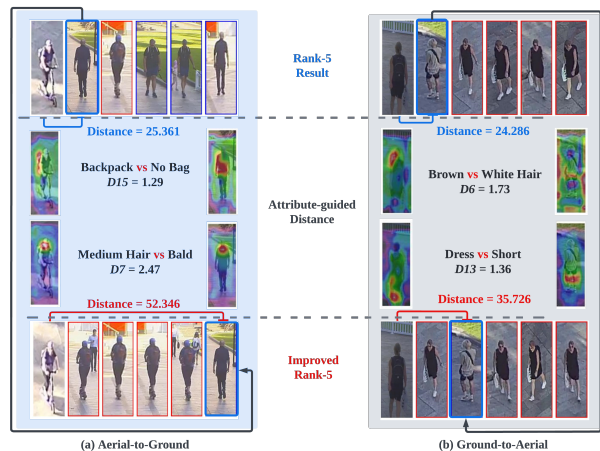 Rank-5
Result
Distance = 25.361
Distance = 24.286
Backpack vs No Bag
D15 = 1.29
Brown vs White Hair
D6 = 1.73
Attribute-guided
Distance
Medium Hair vs Bald
D7 = 2.47
Dress vs Short
D13 = 1.36
Distance = 52.346
Distance = 35.726
Improved
Rank-5
(a) Aerial-to-Ground
(b) Ground-to-Aerial